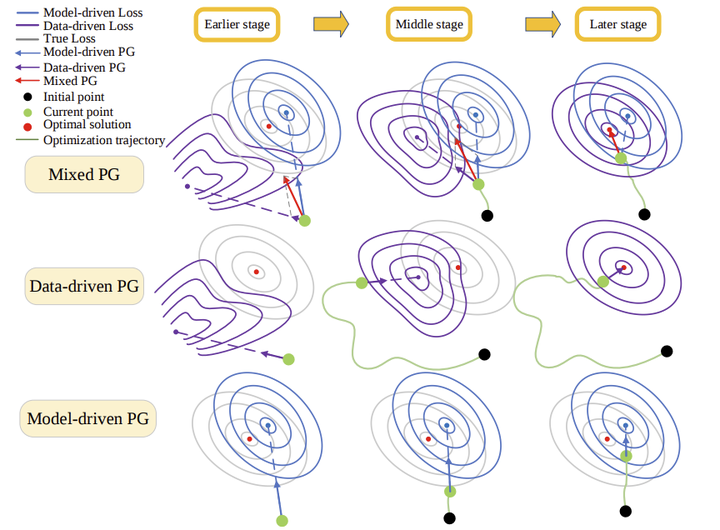 Model-driven Loss
Data-driven Loss
True Loss
Model-driven PG
Data-driven PG
Mixed PG
Initial point
Current point
Optimal solution
Optimization trajectory
Earlier stage
Middle stage
Later stage
Mixed PG
Data-driven PG
Model-driven PG